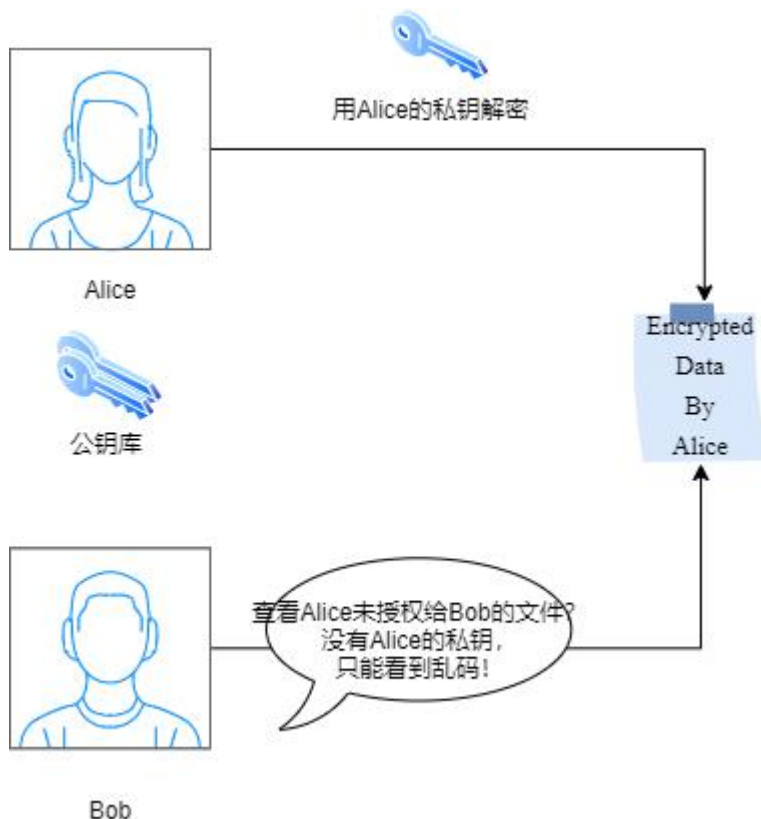 用Alice的私钥解密
Alice
Encrypted
Data
By
Alice
公钥库
查看Alice未授权给Bob的文件？
没有Alice的私钥，
只能看到乱码！
Bob